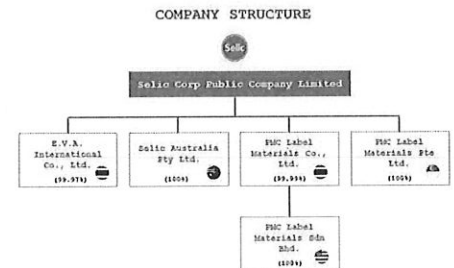 COMPANY STRUCTURE
Selic
Selic Corp Public Company Limited
E.V.A.
International
Co., Ltd.
(99.97%)
Selic Australia
Pty Ltd.
(100%)
PMC Label
Materials Co.,
Ltd.
(99.99%)
PMC Label
Materials Pte
Ltd.
(100%)
PMC Label
Materials Sdn
Bhd.
(100%)